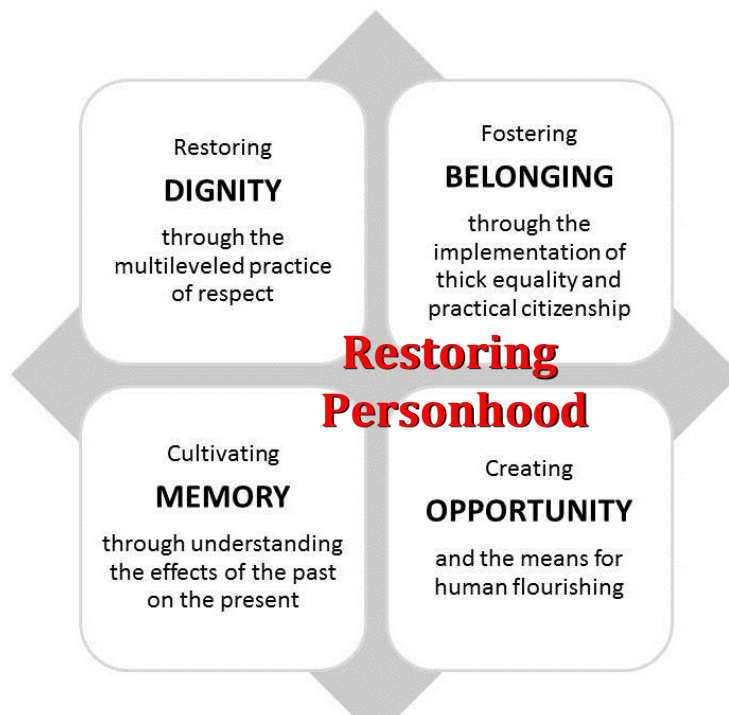 Restoring
DIGNITY
through the
multileveled practice
of respect
Fostering
BELONGING
through the
implementation of
thick equality and
practical citizenship
Restoring
Personhood
Cultivating
MEMORY
through understanding
the effects of the past
on the present
Creating
OPPORTUNITY
and the means for
human flourishing